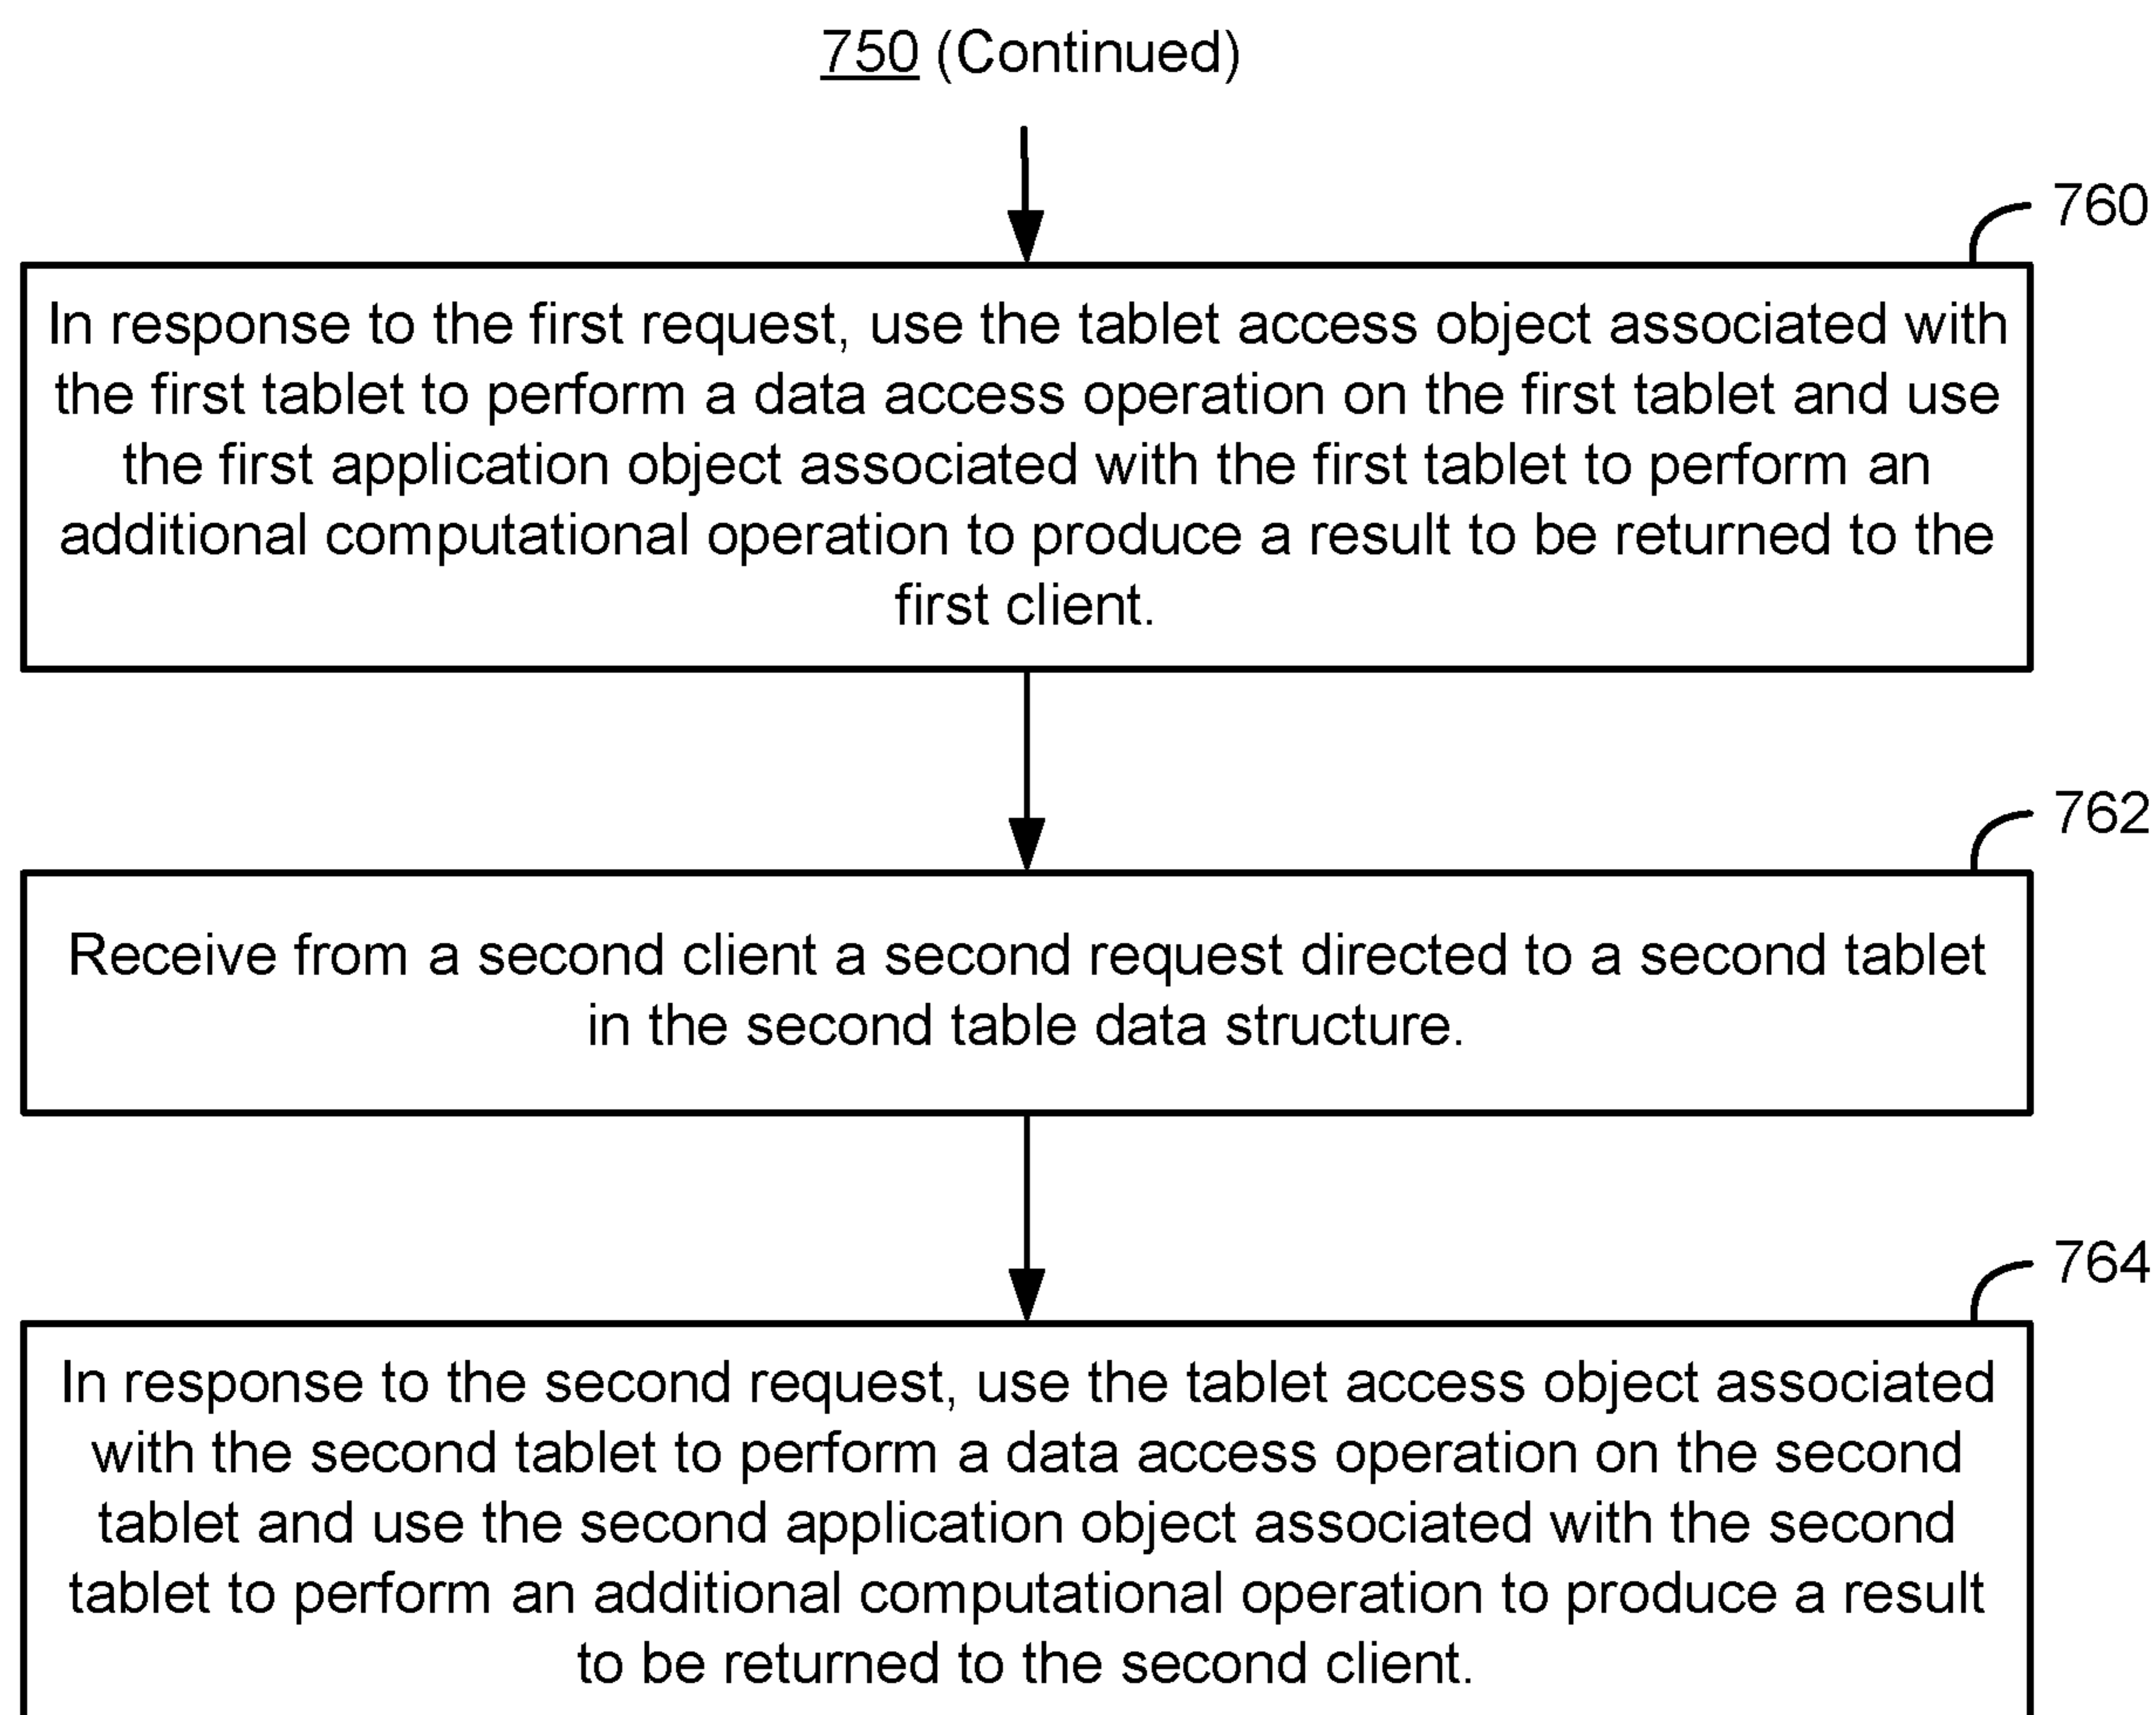 750 (Continued)
760
In response to the first request, use the tablet access object associated with
the first tablet to perform a data access operation on the first tablet and use
the first application object associated with the first tablet to perform an
additional computational operation to produce a result to be returned to the
first client.
762
Receive from a second client a second request directed to a second tablet
in the second table data structure.
764
In response to the second request, use the tablet access object associated
with the second tablet to perform a data access operation on the second
tablet and use the second application object associated with the second
tablet to perform an additional computational operation to produce a result
to be returned to the second client.